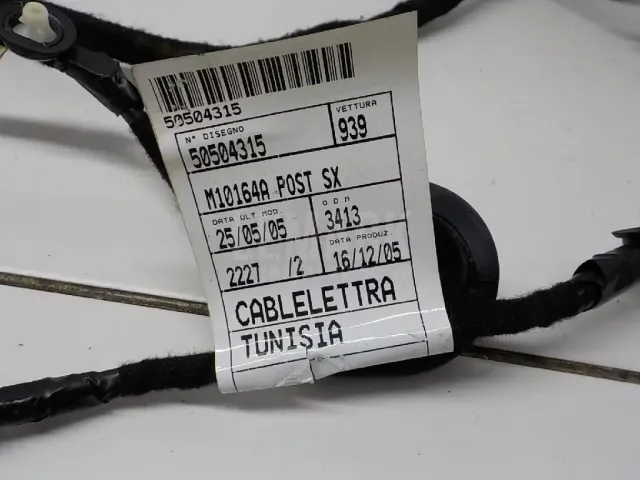 50504315
N° DISEGNO
VETTURA
50504315
939
M10164A POST SX
DATA ULT MOD.
O D M
25/05/05
3413
DATA PRODUZ.
2227 /2
16/12/05
CABLELETTRA
TUNISIA